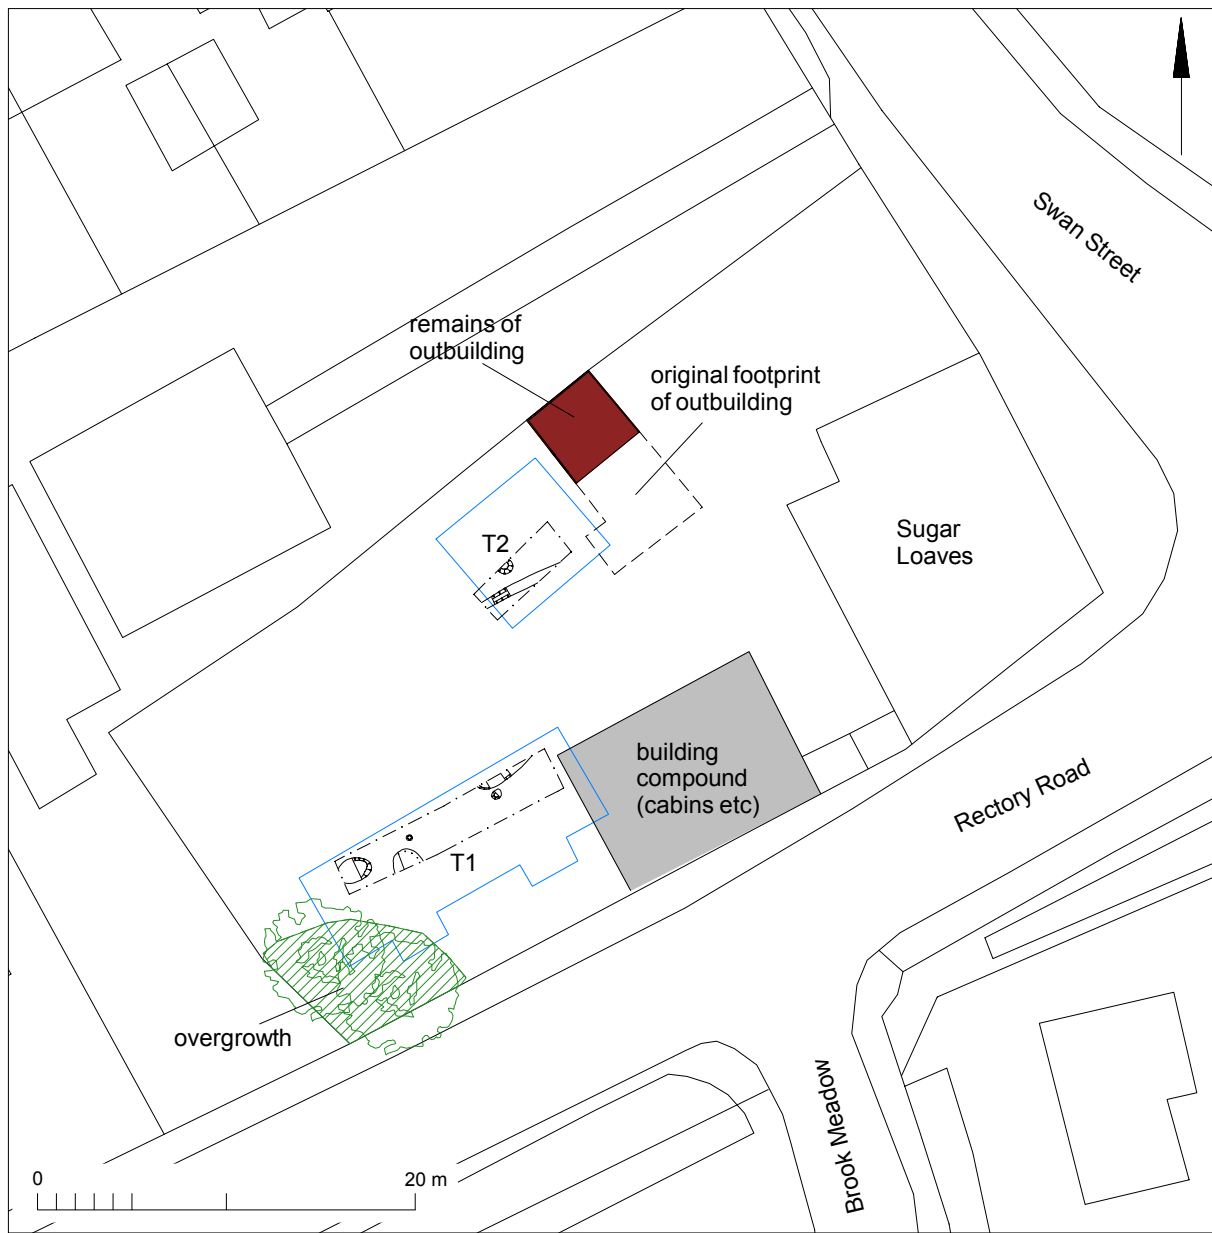 Swan Street
remains of
outbuilding
original footprint
of outbuilding
T2
Sugar
Loaves
building
compound
(cabins etc)
Rectory Road
T1
overgrowth
Brook Meadow
0
20 m